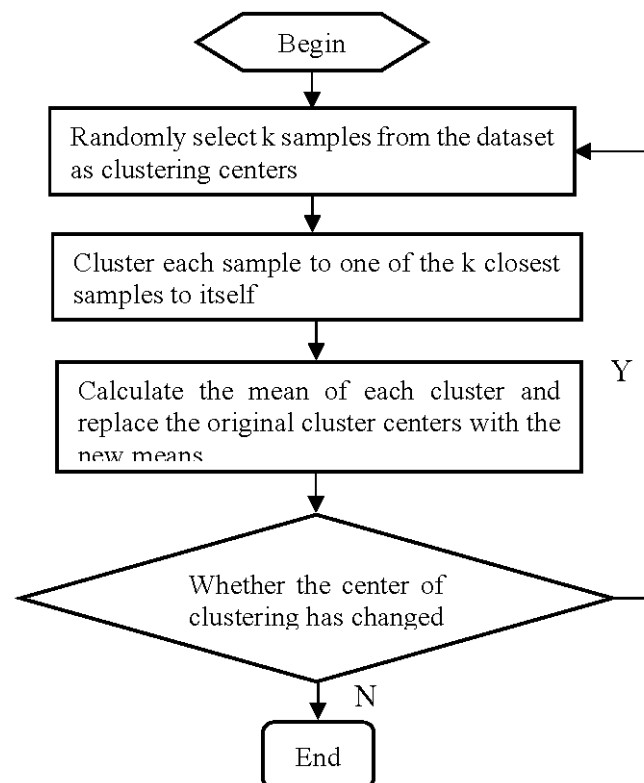 Begin
Randomly select k samples from the dataset
as clustering centers
Cluster each sample to one of the k closest
samples to itself
Calculate the mean of each cluster and
replace the original cluster centers with the
new means
Y
Whether the center of
clustering has changed
N
End